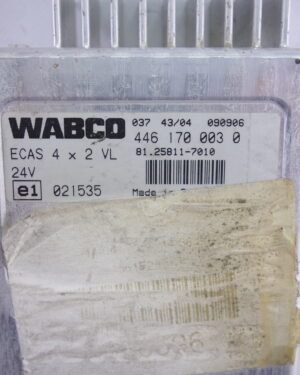 037 43/04 090906
WABCO 446 170 003 0
ECAS 4 x 2 VL 81.25811-7010
24V
e1 021535 Made in